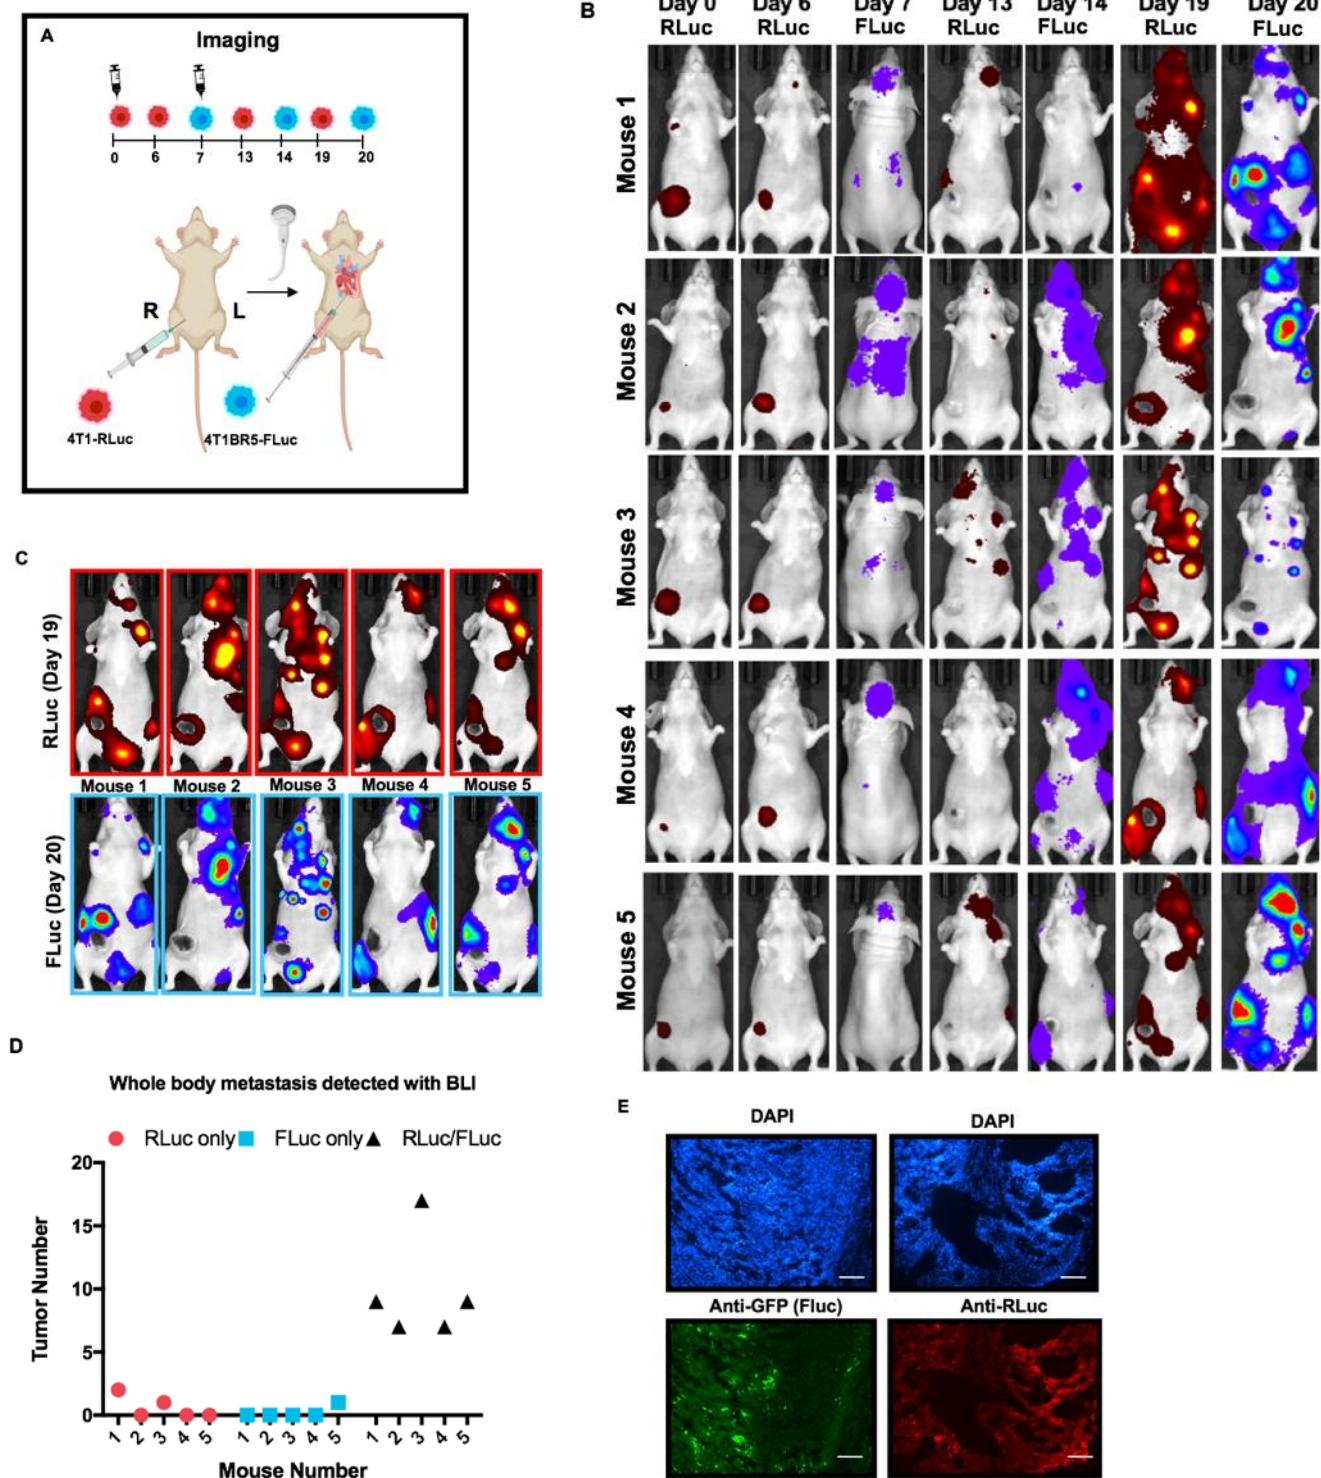 A
Imaging
0 6 7 13 14 19 20
R L
4T1-RLuc 4T1BR5-FLuc
B
Day 0 Day 6 Day 7 Day 13 Day 14 Day 19 Day 20
RLuc RLuc FLuc RLuc FLuc RLuc FLuc
Mouse 1
Mouse 2
Mouse 3
Mouse 4
Mouse 5
C
RLuc (Day 19)
Mouse 1 Mouse 2 Mouse 3 Mouse 4 Mouse 5
FLuc (Day 20)
D
Whole body metastasis detected with BLI
RLuc only FLuc only RLuc/FLuc
Tumor Number
20
15
10
5
0
1 2 3 4 5 1 2 3 4 5 1 2 3 4 5
Mouse Number
E
DAPI DAPI
Anti-GFP (Fluc) Anti-RLuc